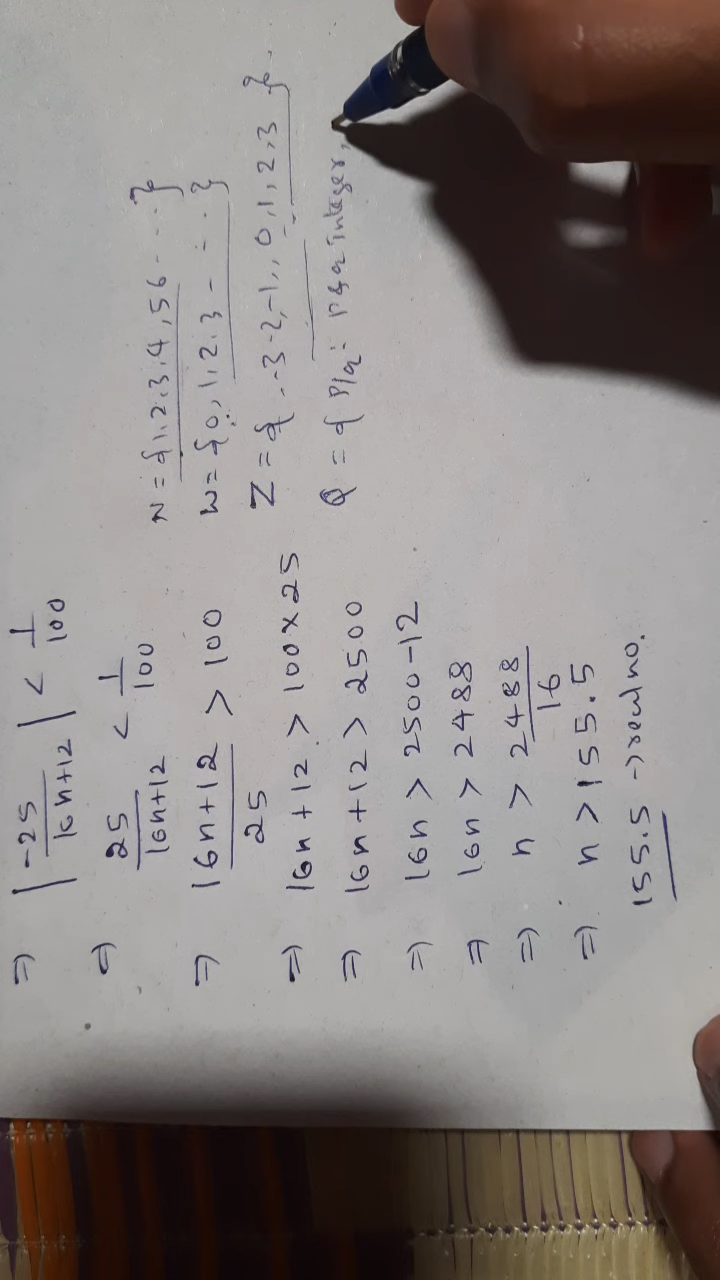 ⇒ | -25 / 16n+12 | < 1/100
⇒ 25 / 16n+12 < 1/100
⇒ 16n+12 / 25 > 100
⇒ 16n+12 > 100×25
⇒ 16n+12 > 2500
⇒ 16n > 2500-12
⇒ 16n > 2488
⇒ n > 2488/16
⇒ n > 155.5
155.5 → real no.
N = {1,2,3,4,5 6 - - - }
W = {0,1,2,3 - - - . }
Z = { . -3 -2, -1,, 0,1,2,3 }.
Q = { P/q : P & q integer,